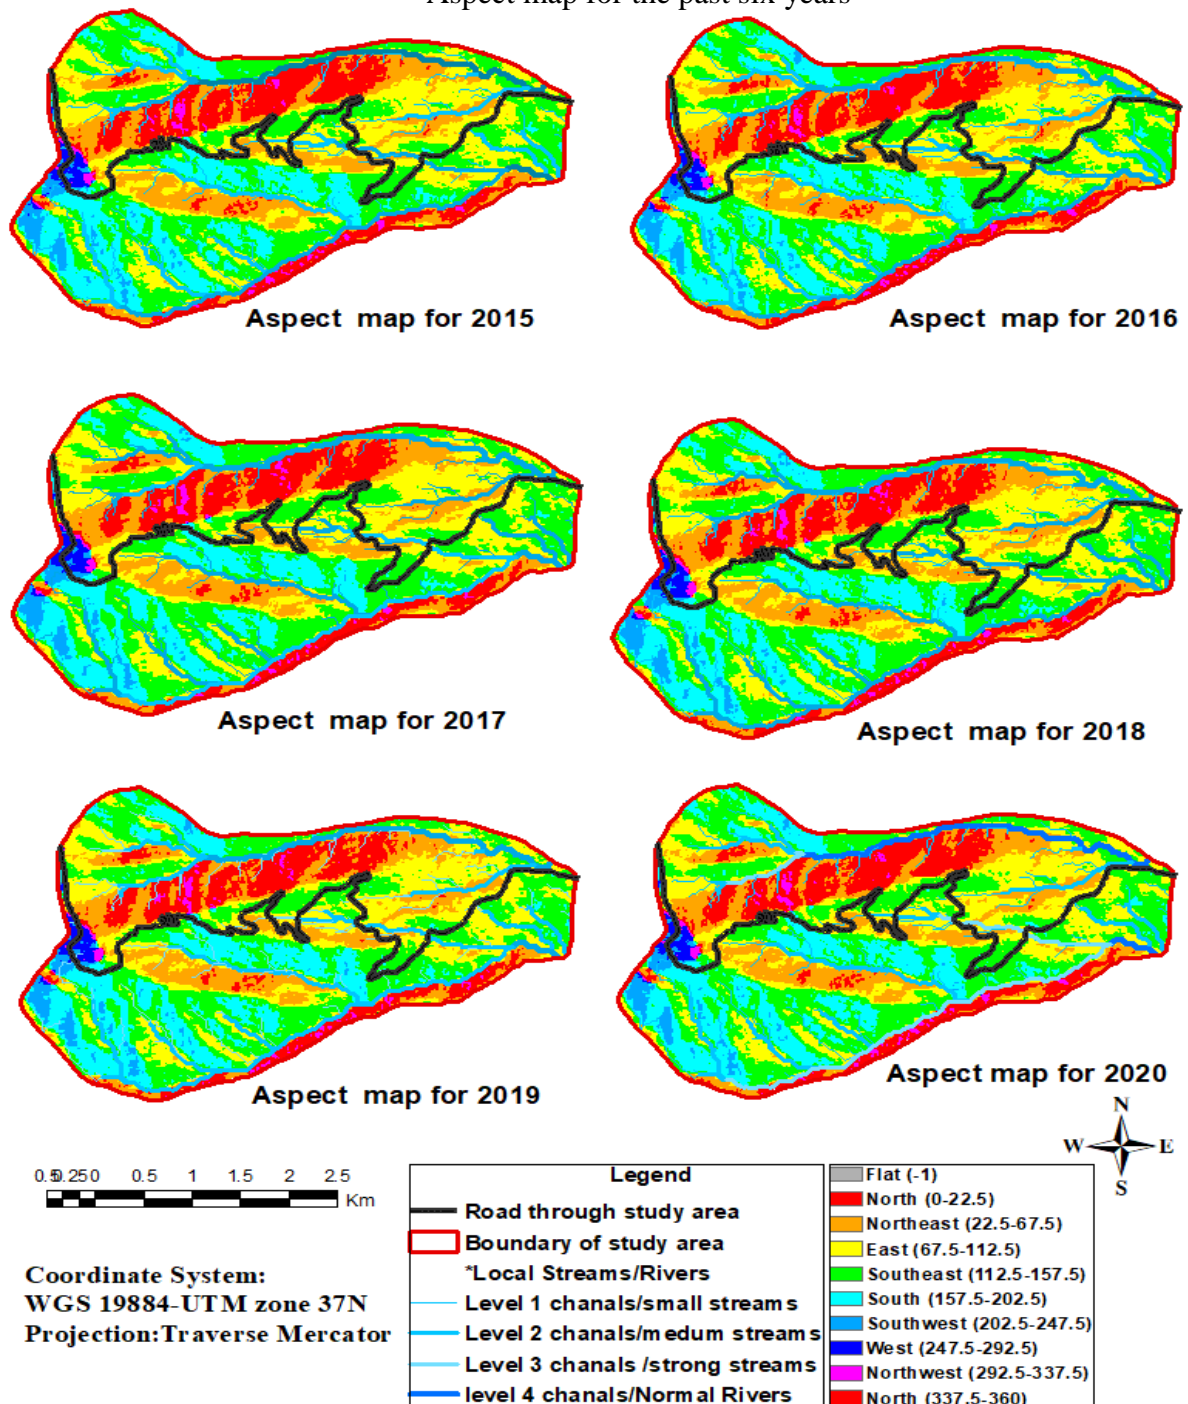 Aspect map for the past six years
Aspect map for 2015
Aspect map for 2016
Aspect map for 2017
Aspect map for 2018
Aspect map for 2019
Aspect map for 2020
N
W E
S
0.5 0.25 0 0.5 1 1.5 2 2.5
Km
Coordinate System:
WGS 19884-UTM zone 37N
Projection:Traverse Mercator
Legend
Road through study area
Boundary of study area
*Local Streams/Rivers
Level 1 chanals/small streams
Level 2 chanals/medum streams
Level 3 chanals /strong streams
level 4 chanals/Normal Rivers
Flat (-1)
North (0-22.5)
Northeast (22.5-67.5)
East (67.5-112.5)
Southeast (112.5-157.5)
South (157.5-202.5)
Southwest (202.5-247.5)
West (247.5-292.5)
Northwest (292.5-337.5)
North (337.5-360)